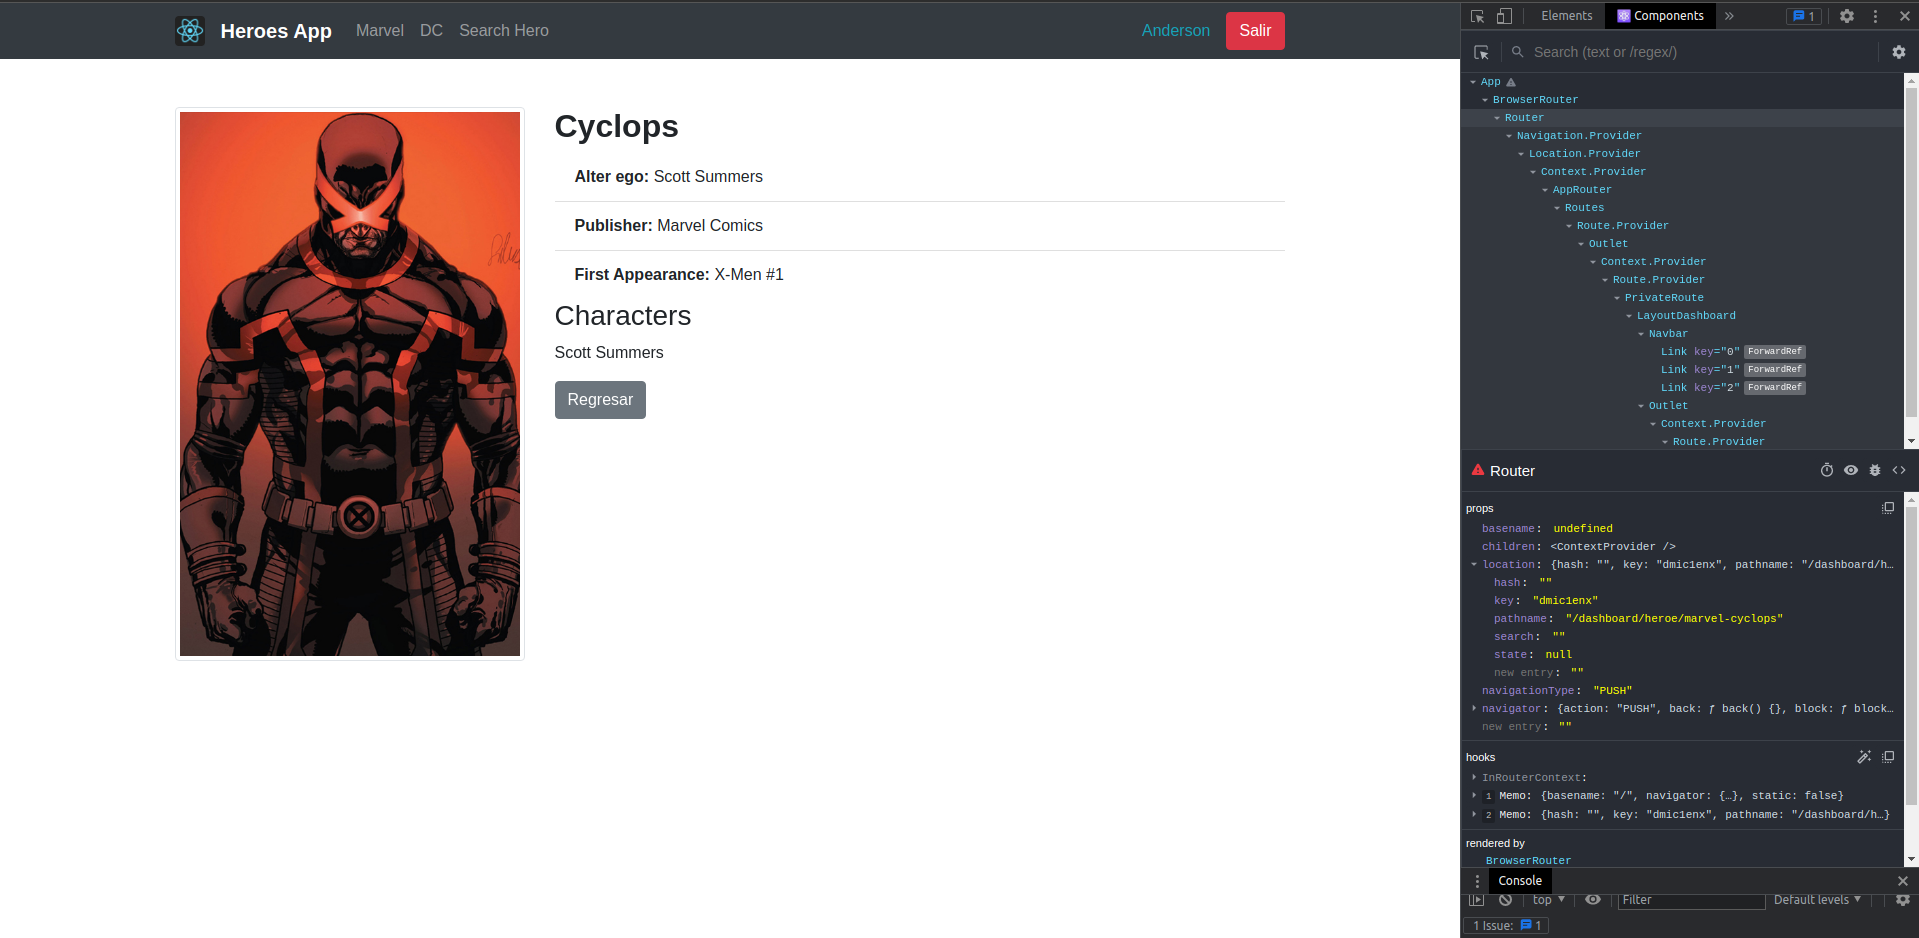 Heroes App Marvel DC Search Hero Anderson Salir
Cyclops
Alter ego: Scott Summers
Publisher: Marvel Comics
First Appearance: X-Men #1
Characters
Scott Summers
Regresar
Elements Components 1
Search (text or /regex/)
App
BrowserRouter
Router
Navigation.Provider
Location.Provider
Context.Provider
AppRouter
Routes
Route.Provider
Outlet
Context.Provider
Route.Provider
PrivateRoute
LayoutDashboard
Navbar
Link key="0" ForwardRef
Link key="1" ForwardRef
Link key="2" ForwardRef
Outlet
Context.Provider
Route.Provider
Router
props
basename: undefined
children: <ContextProvider />
location: {hash: "", key: "dmic1enx", pathname: "/dashboard/h…
hash: ""
key: "dmic1enx"
pathname: "/dashboard/heroe/marvel-cyclops"
search: ""
state: null
new entry: ""
navigationType: "PUSH"
navigator: {action: "PUSH", back: ƒ back() {}, block: ƒ block…
new entry: ""
hooks
InRouterContext:
1 Memo: {basename: "/", navigator: {…}, static: false}
2 Memo: {hash: "", key: "dmic1enx", pathname: "/dashboard/h…}
rendered by
BrowserRouter
Console
top Filter Default levels
1 Issue: 1